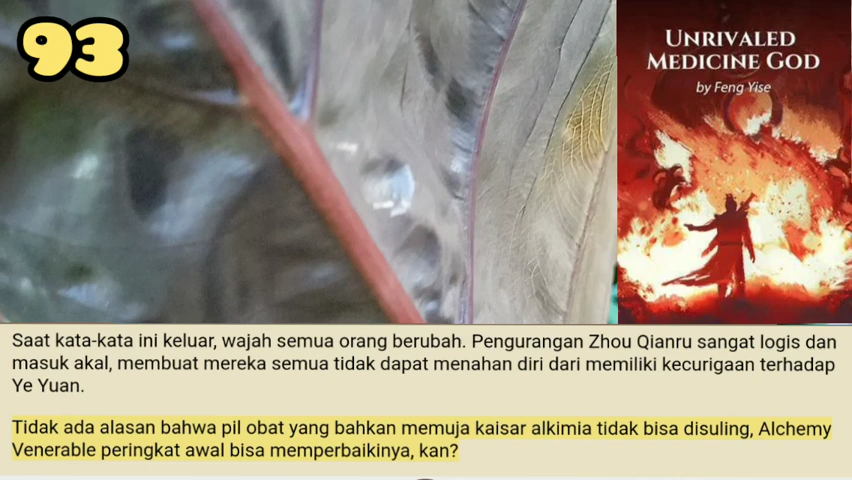 93
UNRIVALED
MEDICINE GOD
by Feng Yise
Saat kata-kata ini keluar, wajah semua orang berubah. Pengurangan Zhou Qianru sangat logis dan
masuk akal, membuat mereka semua tidak dapat menahan diri dari memiliki kecurigaan terhadap
Ye Yuan.
Tidak ada alasan bahwa pil obat yang bahkan memuja kaisar alkimia tidak bisa disuling, Alchemy
Venerable peringkat awal bisa memperbaikinya, kan?